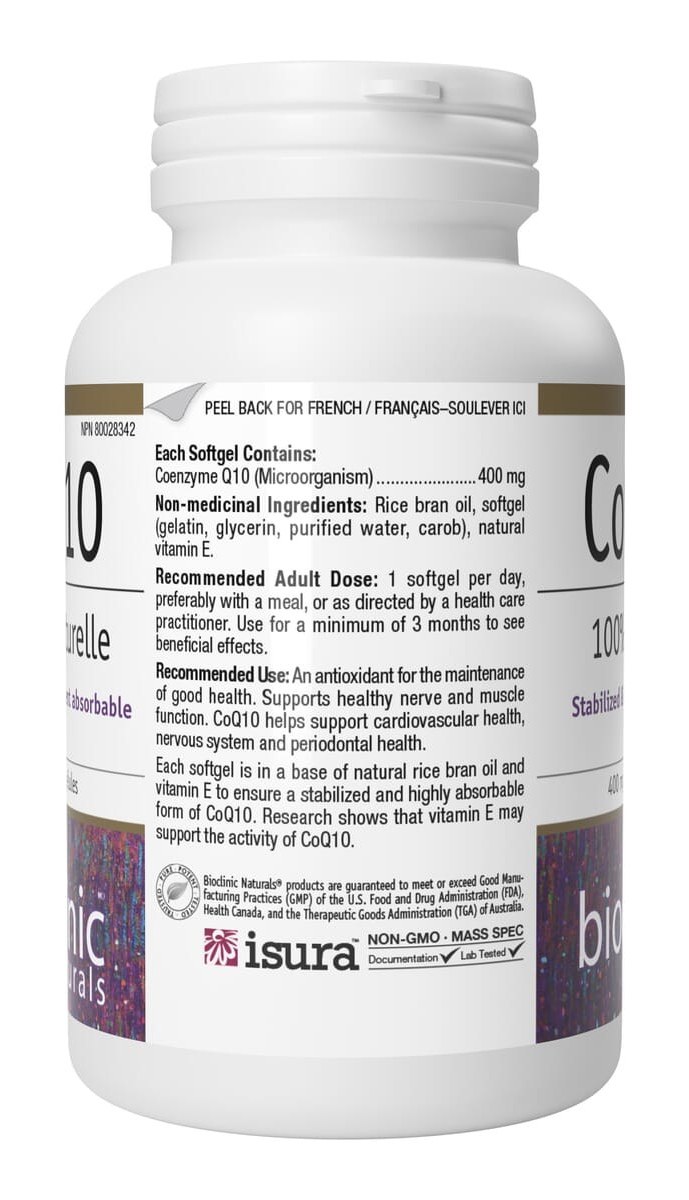 PEEL BACK FOR FRENCH / FRANÇAIS–SOULEVER ICI
NPN 80028342
Each Softgel Contains:
Coenzyme Q10 (Microorganism)......................400 mg
Non-medicinal Ingredients: Rice bran oil, softgel
(gelatin, glycerin, purified water, carob), natural
vitamin E.
Recommended Adult Dose: 1 softgel per day,
preferably with a meal, or as directed by a health care
practitioner. Use for a minimum of 3 months to see
beneficial effects.
Recommended Use: An antioxidant for the maintenance
of good health. Supports healthy nerve and muscle
function. CoQ10 helps support cardiovascular health,
nervous system and periodontal health.
Each softgel is in a base of natural rice bran oil and
vitamin E to ensure a stabilized and highly absorbable
form of CoQ10. Research shows that vitamin E may
support the activity of CoQ10.
PURE · POTENT
TESTED · TRUSTED
Bioclinic Naturals® products are guaranteed to meet or exceed Good Manu-
facturing Practices (GMP) of the U.S. Food and Drug Administration (FDA),
Health Canada, and the Therapeutic Goods Administration (TGA) of Australia.
isura™
NON-GMO · MASS SPEC
Documentation ✓ Lab Tested ✓
10
urelle
absorbable
nic
urals
Co
100%
Stabilized
400 m
bio